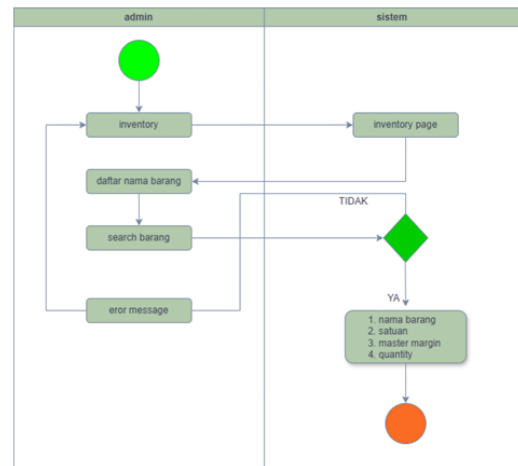 admin
sistem
inventory
inventory page
daftar nama barang
TIDAK
search barang
YA
eror message
1. nama barang
2. satuan
3. master margin
4. quantity